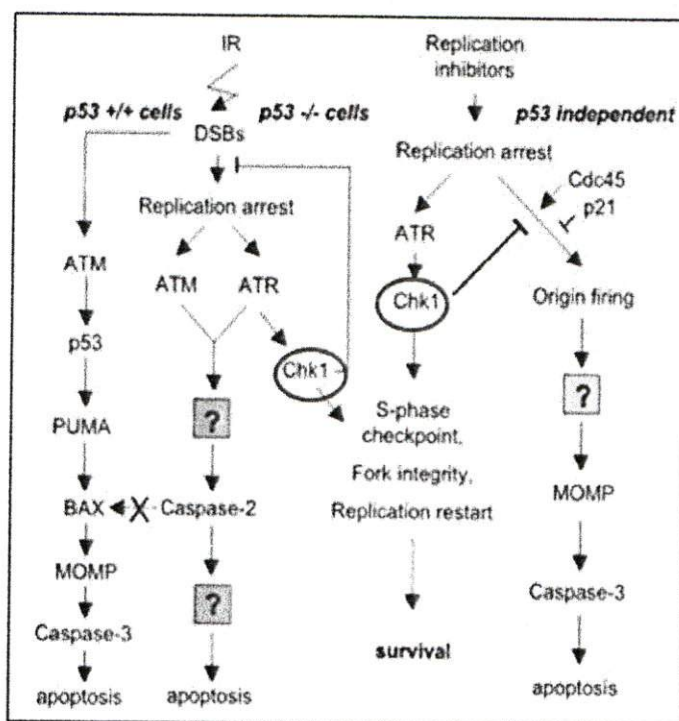 IR
Replication
inhibitors
p53 +/+ cells
DSBs
p53 -/- cells
p53 independent
Replication arrest
Cdc45
p21
Replication arrest
ATR
ATM
ATM
ATR
Chk1
Origin firing
p53
Chk1
?
?
PUMA
S-phase
checkpoint,
Fork integrity,
Replication restart
MOMP
BAX
X
Caspase-2
MOMP
?
Caspase-3
Caspase-3
survival
apoptosis
apoptosis
apoptosis